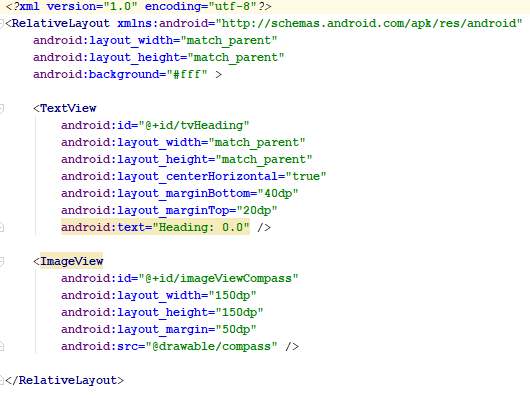 <?xml version="1.0" encoding="utf-8"?>
<RelativeLayout xmlns:android="http://schemas.android.com/apk/res/android"
    android:layout_width="match_parent"
    android:layout_height="match_parent"
    android:background="#fff" >

    <TextView
        android:id="@+id/tvHeading"
        android:layout_width="match_parent"
        android:layout_height="match_parent"
        android:layout_centerHorizontal="true"
        android:layout_marginBottom="40dp"
        android:layout_marginTop="20dp"
        android:text="Heading: 0.0" />

    <ImageView
        android:id="@+id/imageViewCompass"
        android:layout_width="150dp"
        android:layout_height="150dp"
        android:layout_margin="50dp"
        android:src="@drawable/compass" />

</RelativeLayout>